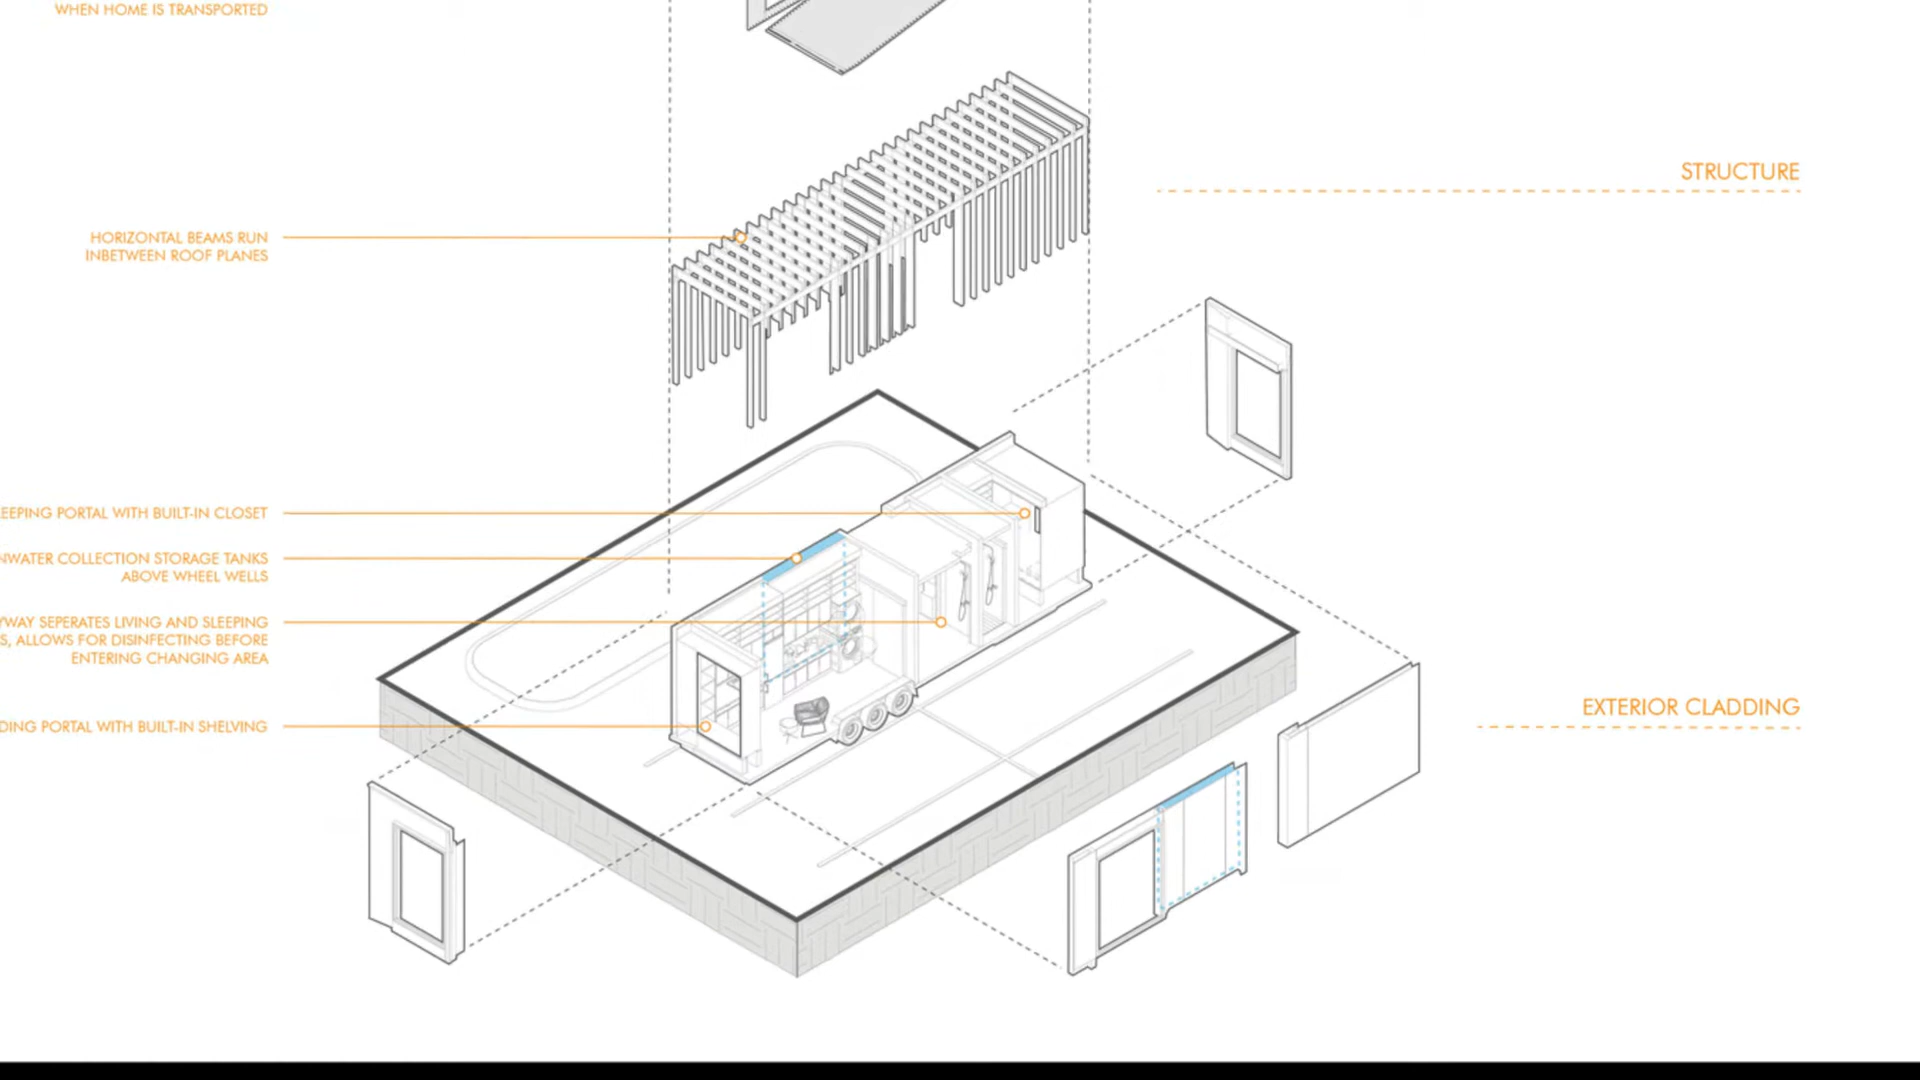 WHEN HOME IS TRANSPORTED
STRUCTURE
HORIZONTAL BEAMS RUN
INBETWEEN ROOF PLANES
EEPING PORTAL WITH BUILT-IN CLOSET
NWATER COLLECTION STORAGE TANKS
ABOVE WHEEL WELLS
YWAY SEPERATES LIVING AND SLEEPING
S, ALLOWS FOR DISINFECTING BEFORE
ENTERING CHANGING AREA
EXTERIOR CLADDING
DING PORTAL WITH BUILT-IN SHELVING